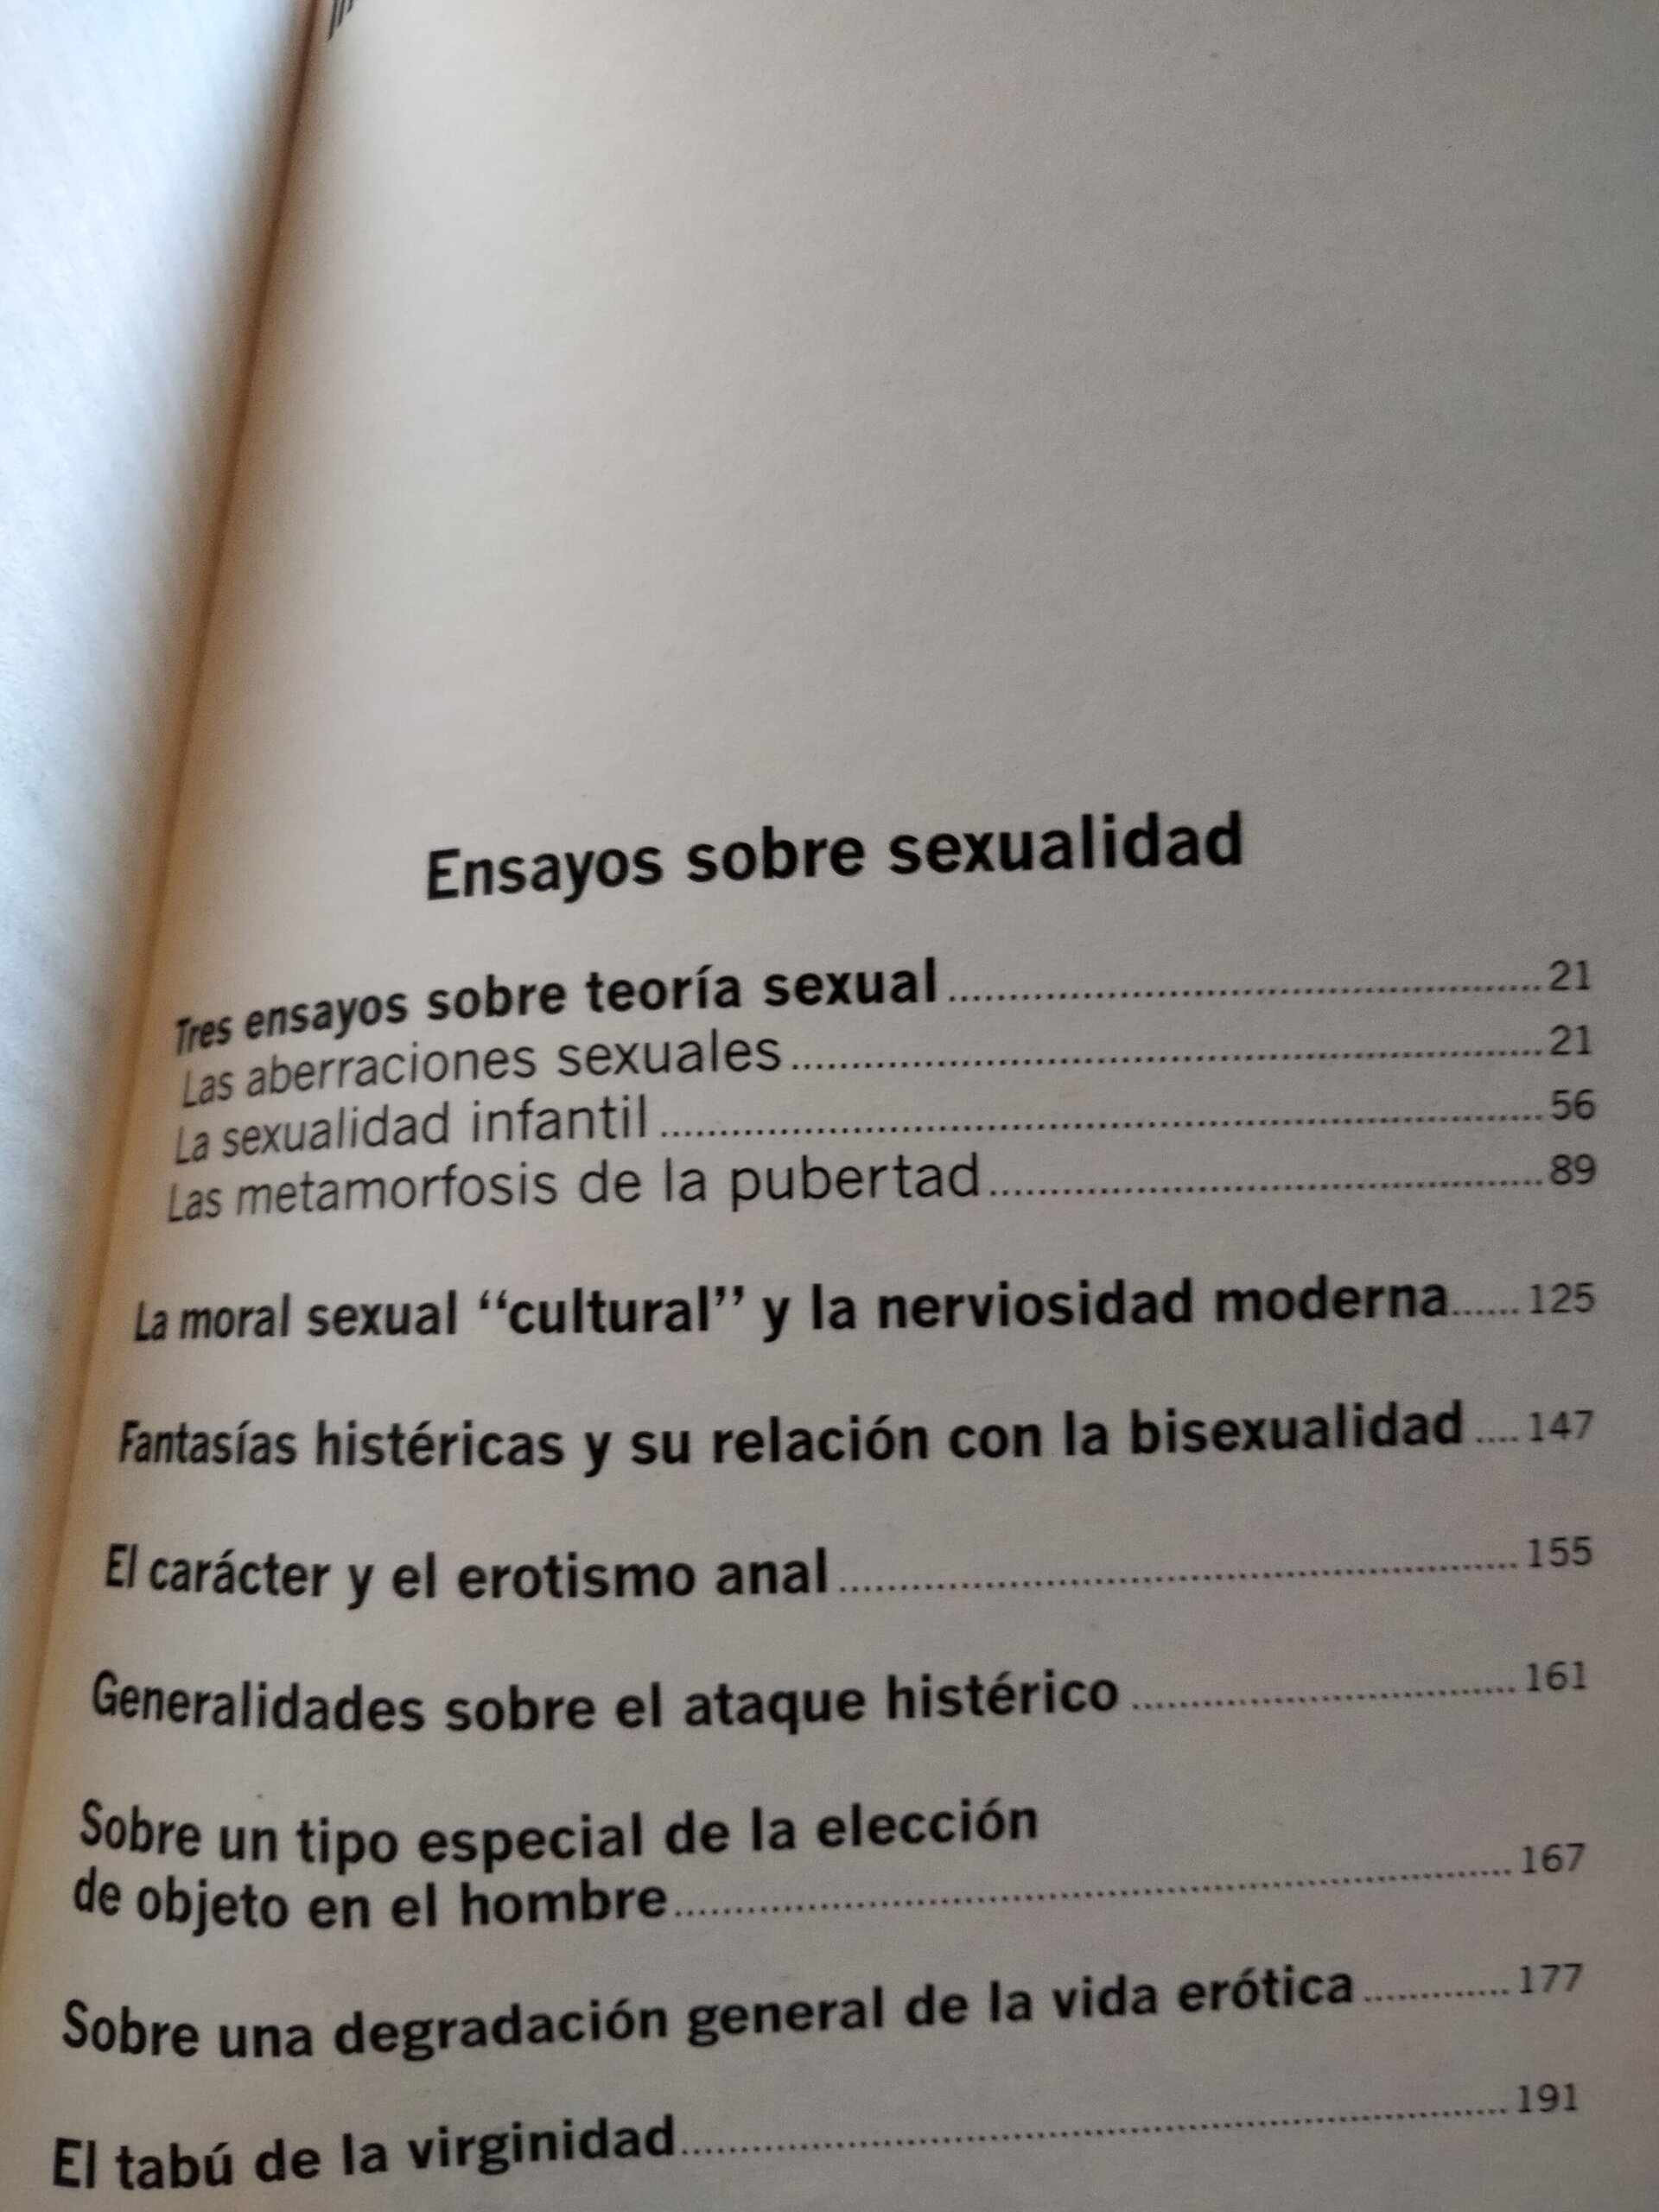 Ensayos sobre sexualidad
Tres ensayos sobre teoría sexual..........21
Las aberraciones sexuales..........21
La sexualidad infantil..........56
Las metamorfosis de la pubertad..........89
La moral sexual “cultural” y la nerviosidad moderna......125
Fantasías histéricas y su relación con la bisexualidad....147
El carácter y el erotismo anal..........155
Generalidades sobre el ataque histérico..........161
Sobre un tipo especial de la elección
de objeto en el hombre..........167
Sobre una degradación general de la vida erótica..........177
El tabú de la virginidad..........191